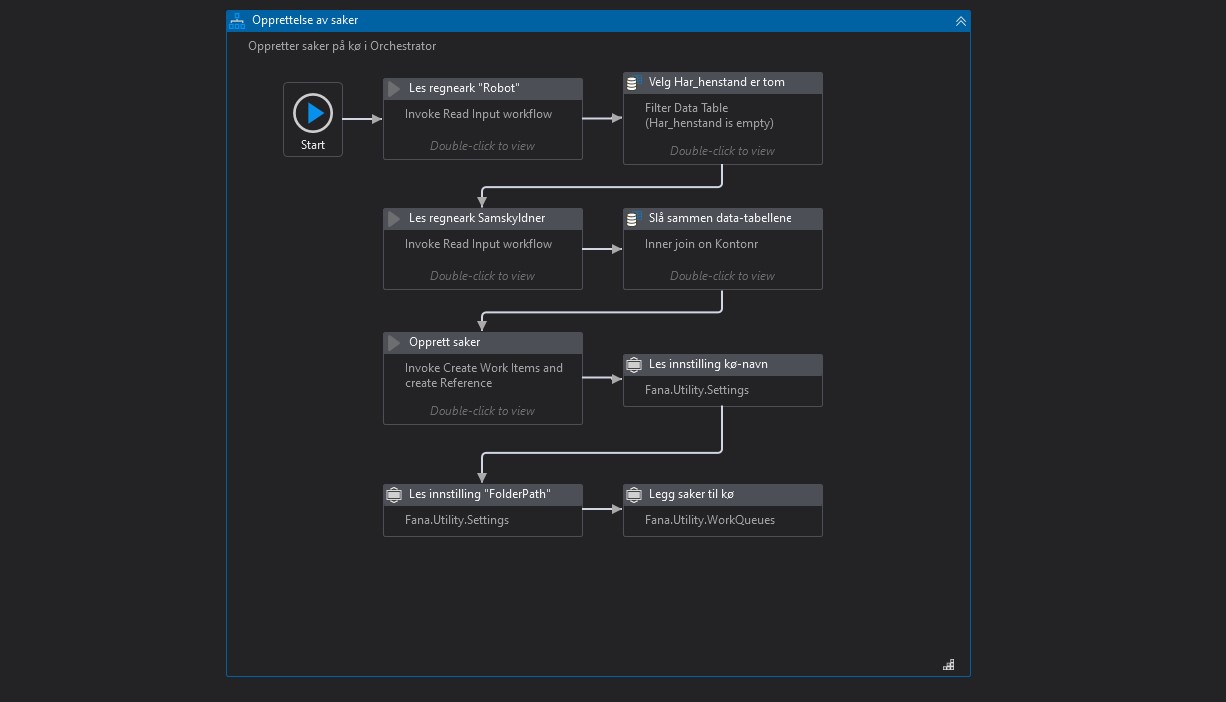 Opprettelse av saker
Oppretter saker på kø i Orchestrator
Start
Les regneark "Robot"
Invoke Read Input workflow
Double-click to view
Velg Har_henstand er tom
Filter Data Table
(Har_henstand is empty)
Double-click to view
Les regneark Samskyldner
Invoke Read Input workflow
Double-click to view
Slå sammen data-tabellene
Inner join on Kontonr
Double-click to view
Opprett saker
Invoke Create Work Items and
create Reference
Double-click to view
Les innstilling kø-navn
Fana.Utility.Settings
Les innstilling "FolderPath"
Fana.Utility.Settings
Legg saker til kø
Fana.Utility.WorkQueues